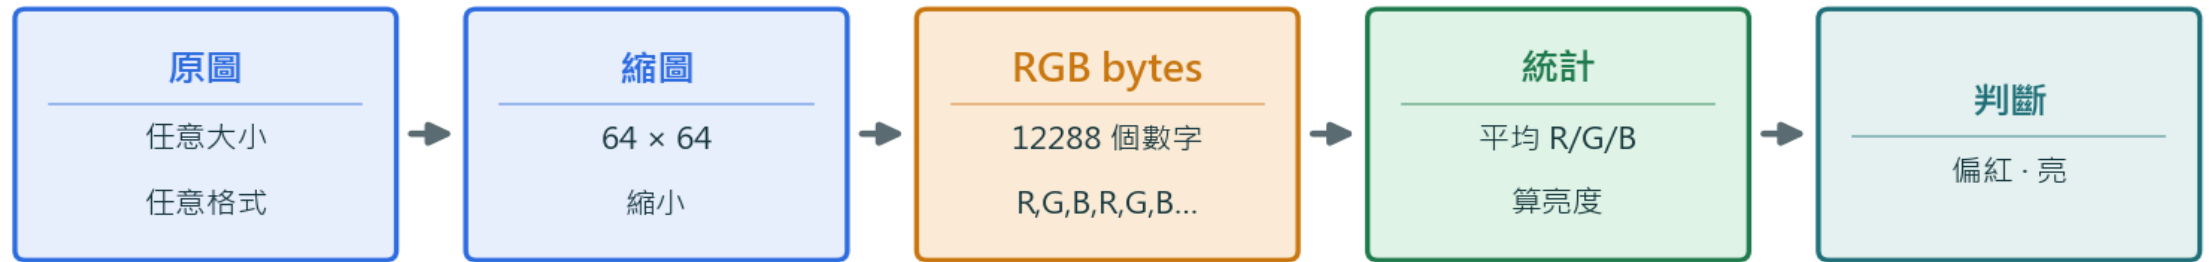 原圖
任意大小
任意格式
縮圖
64 × 64
縮小
RGB bytes
12288 個數字
R,G,B,R,G,B...
統計
平均 R/G/B
算亮度
判斷
偏紅 · 亮